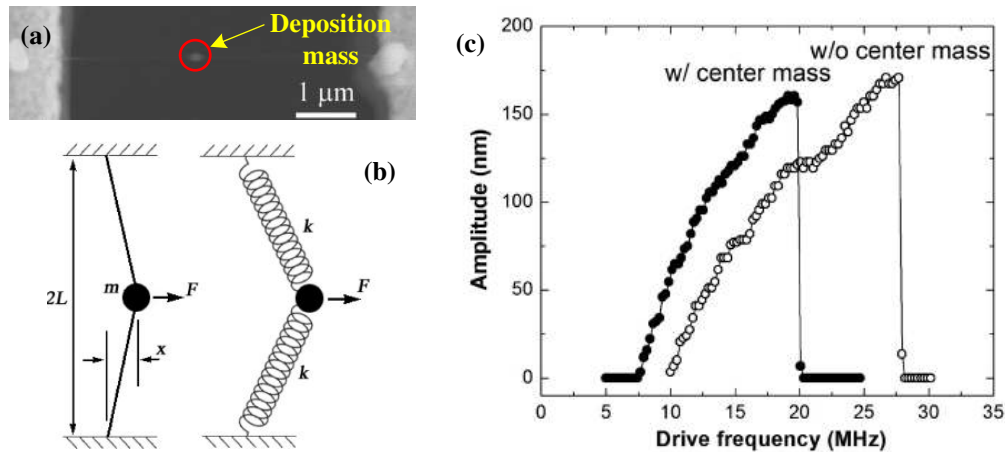 (a)
Deposition
mass
1 μm
(b)
2L
m
F
x
k
k
F
(c)
w/o center mass
w/ center mass
Amplitude (nm)
200
150
100
50
0
0 5 10 15 20 25 30 35
Drive frequency (MHz)